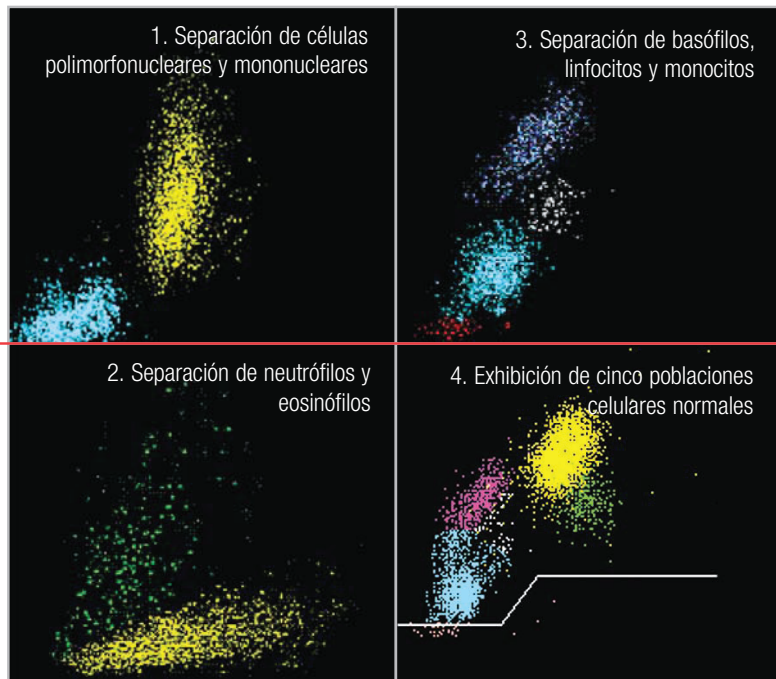 1. Separación de células
polimorfonucleares y mononucleares
3. Separación de basófilos,
linfocitos y monocitos
2. Separación de neutrófilos y
eosinófilos
4. Exhibición de cinco poblaciones
celulares normales